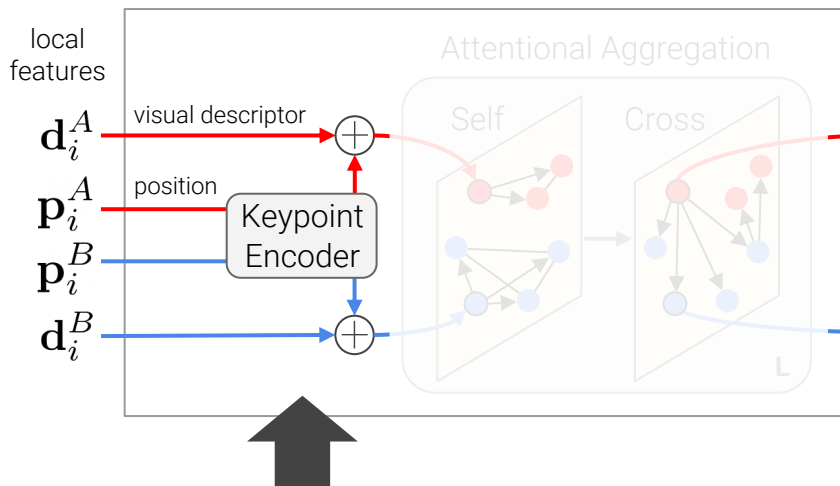 local
features
Attentional Aggregation
visual descriptor
Self
Cross
d_i^A
position
p_i^A
Keypoint
Encoder
p_i^B
d_i^B
L